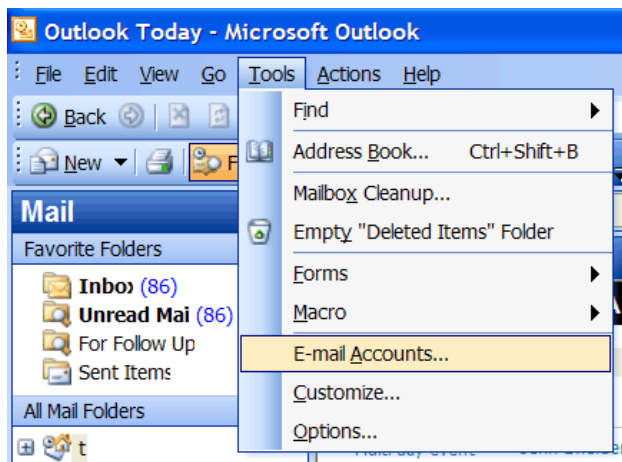 Outlook Today - Microsoft Outlook
File Edit View Go Tools Actions Help
Back
Find
Address Book... Ctrl+Shift+B
New F
Mailbox Cleanup...
Mail
Empty "Deleted Items" Folder
Favorite Folders
Forms
Inbox (86)
Unread Mai (86)
Macro
For Follow Up
E-mail Accounts...
Sent Items
Customize...
All Mail Folders
Options...
t